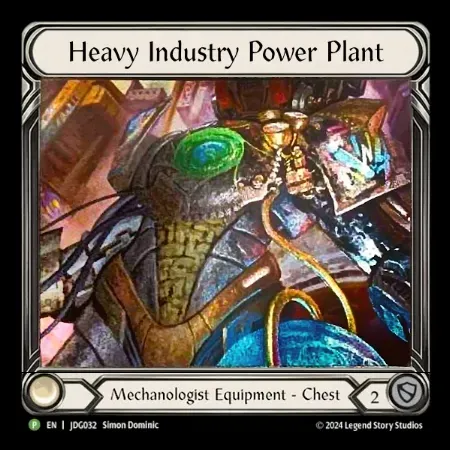 Heavy Industry Power Plant
Mechanologist Equipment - Chest
2
P EN | JDG032 Simon Dominic
© 2024 Legend Story Studios